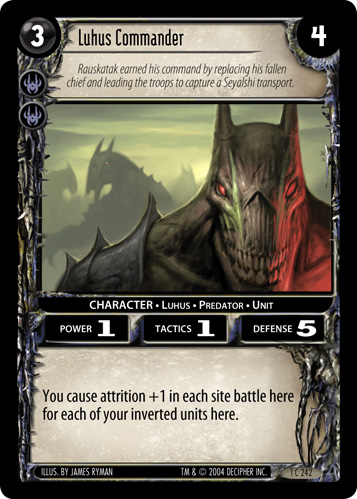 3 Luhus Commander 4
Rauskatak earned his command by replacing his fallen
chief and leading the troops to capture a Seyalshi transport.
CHARACTER • LUHUS • PREDATOR • UNIT
POWER 1 TACTICS 1 DEFENSE 5
You cause attrition +1 in each site battle here
for each of your inverted units here.
ILLUS. BY JAMES RYMAN TM & © 2004 DECIPHER INC. 1 C 242